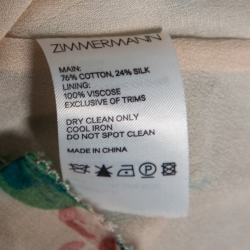 ZIMMERMANN
MAIN:
76% COTTON, 24% SILK
LINING:
100% VISCOSE
EXCLUSIVE OF TRIMS
DRY CLEAN ONLY
COOL IRON
DO NOT SPOT CLEAN
MADE IN CHINA